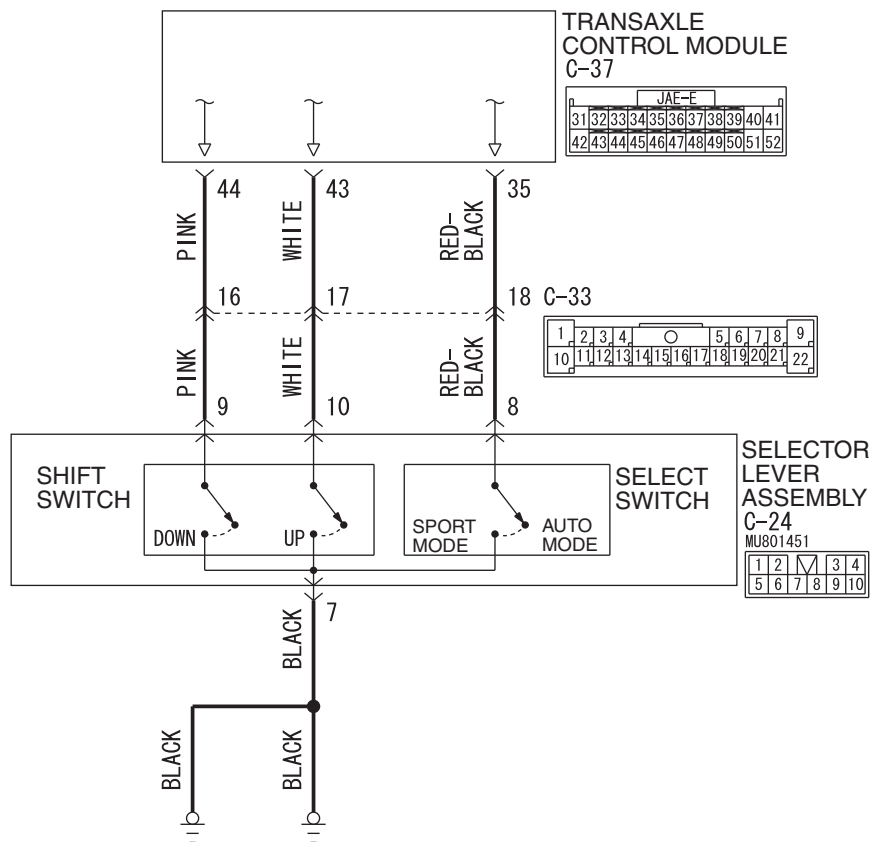 TRANSAXLE
CONTROL MODULE
C-37
JAE-E
31 32 33 34 35 36 37 38 39 40 41
42 43 44 45 46 47 48 49 50 51 52
44 43 35
PINK WHITE RED-
BLACK
16 17 18 C-33
1 2 3 4 5 6 7 8 9
10 11 12 13 14 15 16 17 18 19 20 21 22
PINK WHITE RED-
BLACK
9 10 8
SHIFT
SWITCH
DOWN UP
SPORT
MODE
AUTO
MODE
SELECT
SWITCH
SELECTOR
LEVER
ASSEMBLY
C-24
MU801451
1 2 3 4
5 6 7 8 9 10
7
BLACK
BLACK BLACK